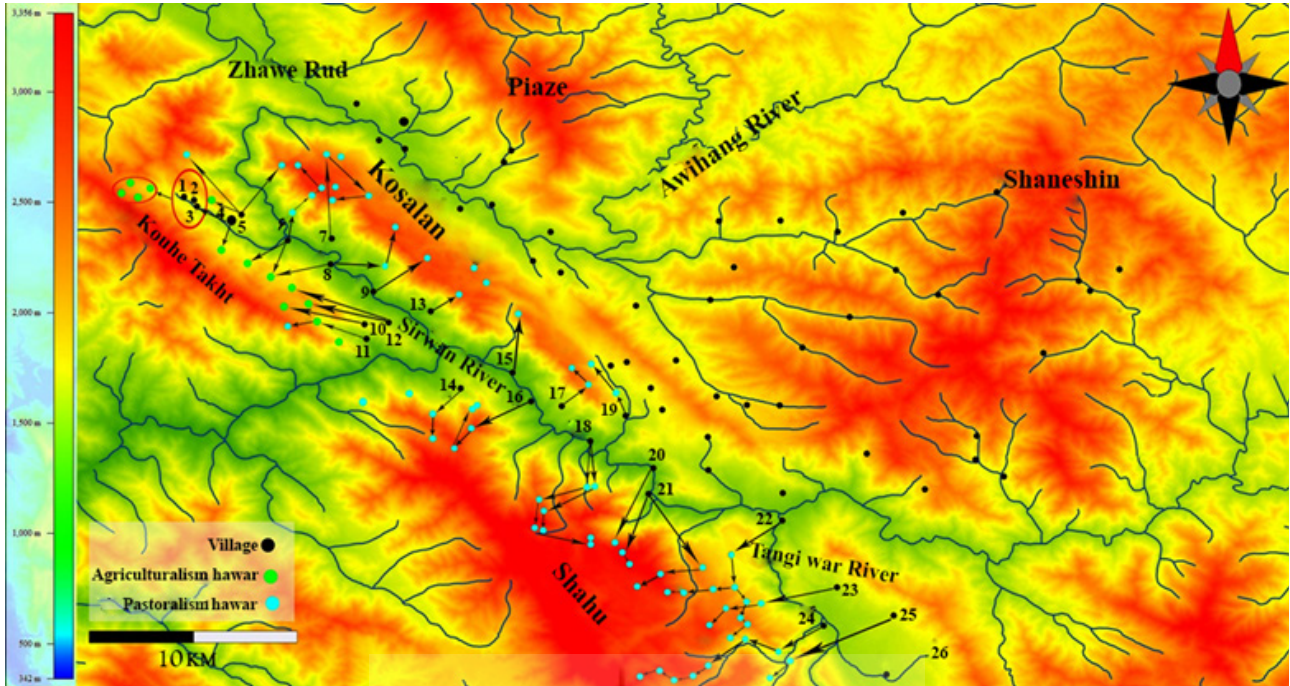 3,356 m
3,000 m
2,500 m
2,000 m
1,500 m
1,000 m
500 m
342 m
Zhawe Rud
Piaze
Awihang River
Kosalan
Shaneshin
Kouhe Takht
Sirwan River
Shahu
Tangi war River
1
2
3
4
5
7
8
9
10
11
12
13
14
15
16
17
18
19
20
21
22
23
24
25
26
Village
Agriculturalism hawar
Pastoralism hawar
10 KM